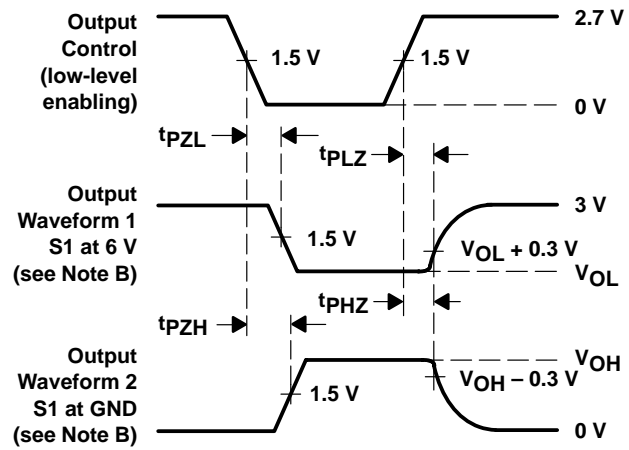 Output
Control
(low-level
enabling)
2.7 V
1.5 V
1.5 V
0 V
tPZL
tPLZ
Output
Waveform 1
S1 at 6 V
(see Note B)
3 V
1.5 V
VOL + 0.3 V
VOL
tPHZ
tPZH
Output
Waveform 2
S1 at GND
(see Note B)
VOH
VOH – 0.3 V
1.5 V
0 V